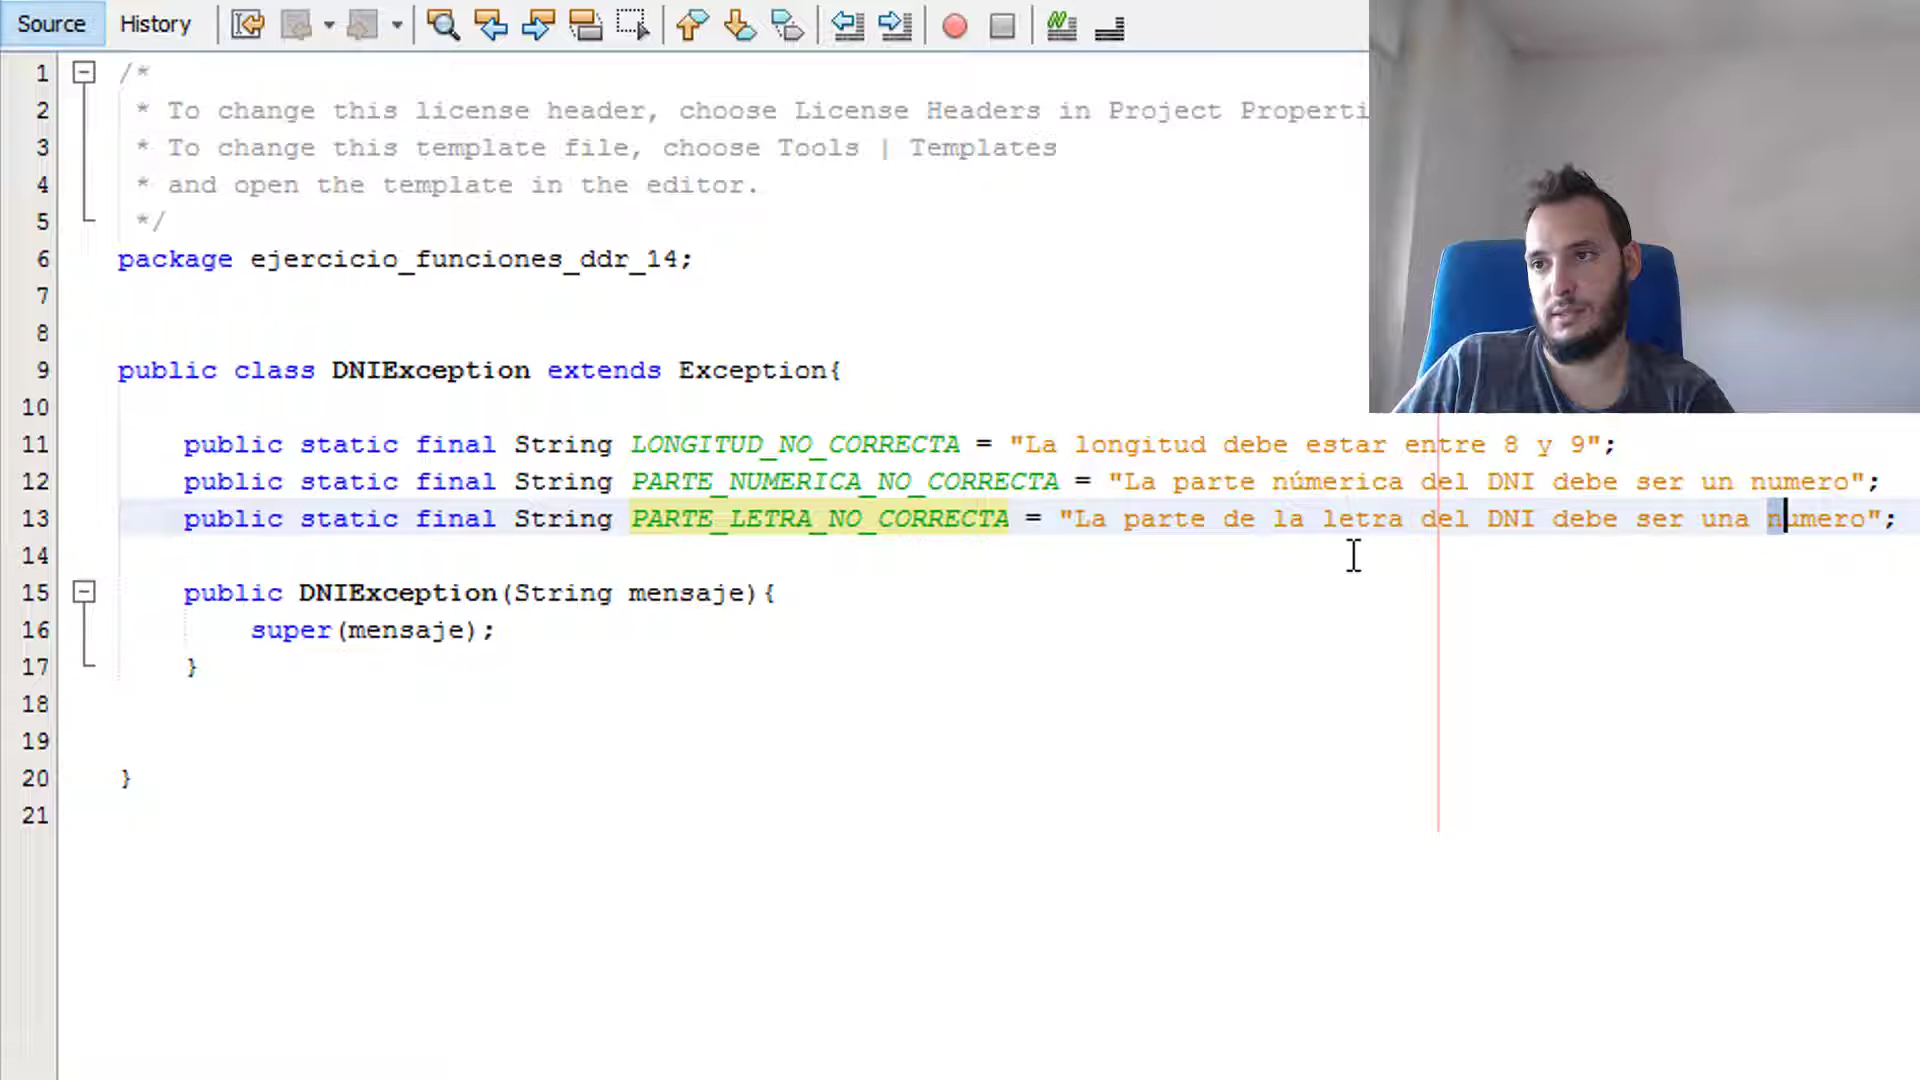 Source History
1 /*
2 * To change this license header, choose License Headers in Project Properti
3 * To change this template file, choose Tools | Templates
4 * and open the template in the editor.
5 */
6 package ejercicio_funciones_ddr_14;
7
8
9 public class DNIException extends Exception{
10
11 public static final String LONGITUD_NO_CORRECTA = "La longitud debe estar entre 8 y 9";
12 public static final String PARTE_NUMERICA_NO_CORRECTA = "La parte númerica del DNI debe ser un numero";
13 public static final String PARTE_LETRA_NO_CORRECTA = "La parte de la letra del DNI debe ser una numero";
14
15 public DNIException(String mensaje){
16 super(mensaje);
17 }
18
19
20 }
21